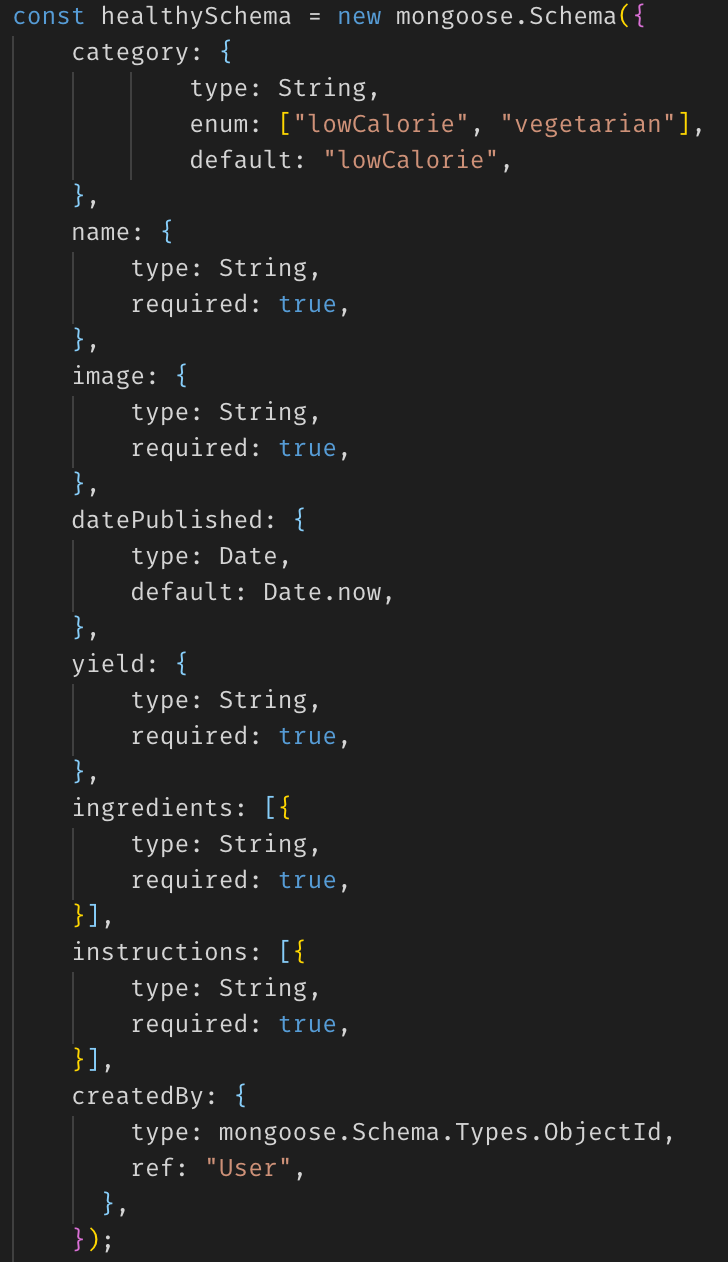 const healthySchema = new mongoose.Schema({
    category: {
            type: String,
            enum: ["lowCalorie", "vegetarian"],
            default: "lowCalorie",
    },
    name: {
        type: String,
        required: true,
    },
    image: {
        type: String,
        required: true,
    },
    datePublished: {
        type: Date,
        default: Date.now,
    },
    yield: {
        type: String,
        required: true,
    },
    ingredients: [{
        type: String,
        required: true,
    }],
    instructions: [{
        type: String,
        required: true,
    }],
    createdBy: {
        type: mongoose.Schema.Types.ObjectId,
        ref: "User",
      },
    });